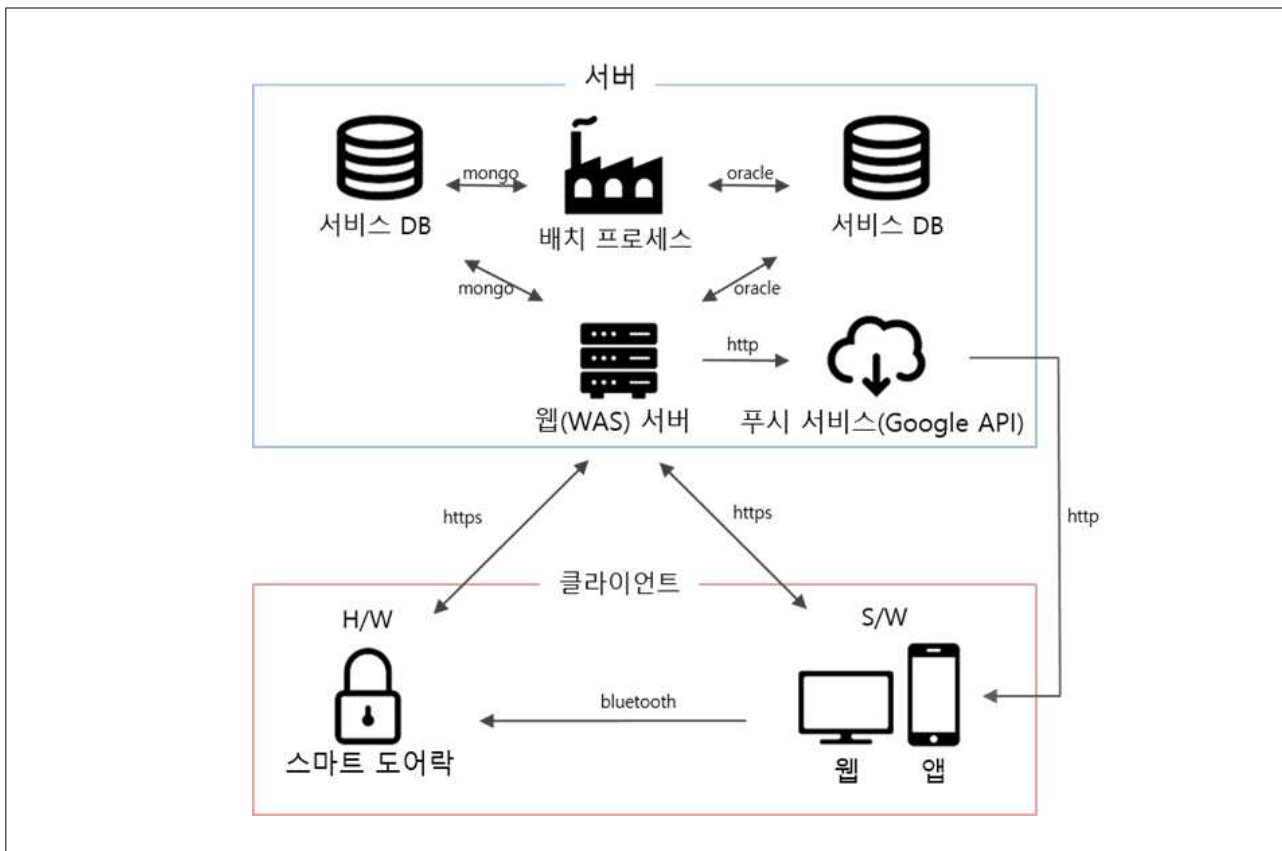 서버
mongo
oracle
서비스 DB
배치 프로세스
서비스 DB
mongo
oracle
http
웹(WAS) 서버
푸시 서비스(Google API)
https
https
http
클라이언트
H/W
S/W
bluetooth
스마트 도어락
웹
앱